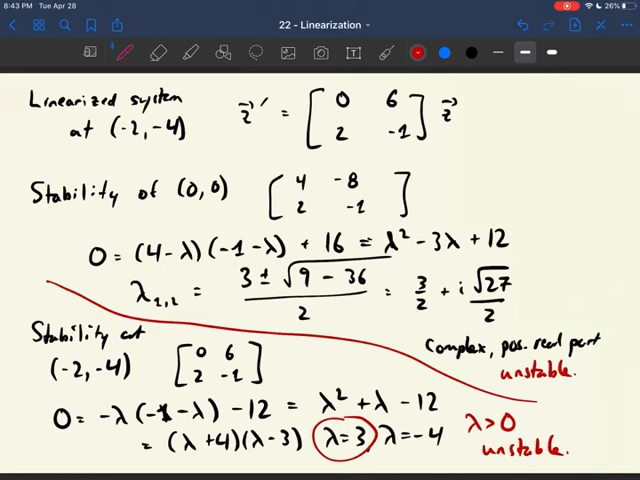 8:43 PM Tue Apr 28
26%
22 - Linearization
Linearized system
at (-2, -4)
z⃗' = [0 6; 2 -1] z⃗
Stability of (0,0) [4 -8; 2 -1]
0 = (4-λ)(-1-λ) + 16 = λ² - 3λ + 12
λ₁,₂ = (3 ± √(9 - 36))/2 = 3/2 + i √27/2
Complex, pos. real part
unstable.
Stability at
(-2, -4) [0 6; 2 -1]
0 = -λ(-1-λ) - 12 = λ² + λ - 12
= (λ+4)(λ-3) λ=3, λ=-4
λ>0
unstable.